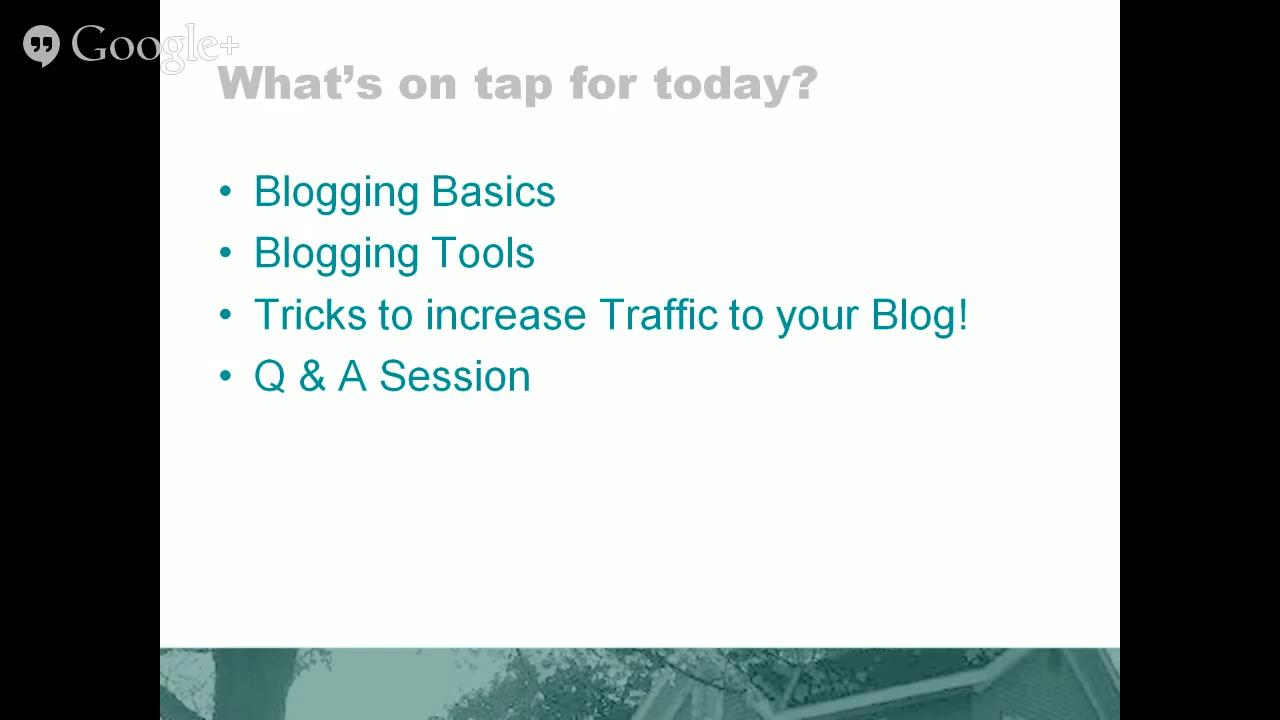 Google+
What's on tap for today?
• Blogging Basics
• Blogging Tools
• Tricks to increase Traffic to your Blog!
• Q & A Session